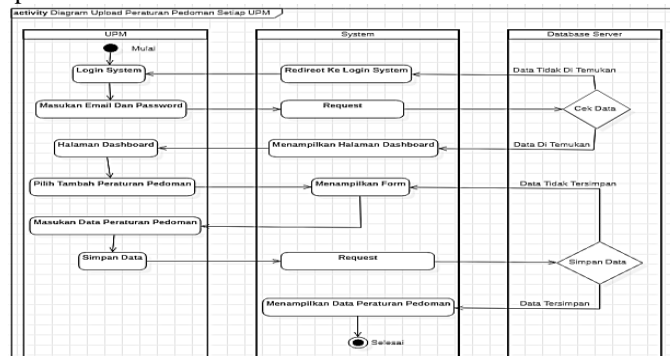 activity Diagram Upload Peraturan Pedoman Setiap UPM
UPM
System
Database Server
Mulai
Login System
Redireot Ke Login System
Data Tidak Di Temukan
Masukan Email Dan Password
Request
Cek Data
Halaman Dashboard
Menampilkan Halaman Dashboard
Data Di Temukan
Pilih Tambah Peraturan Pedoman
Menampilkan Form
Data Tidak Tersimpan
Masukan Data Peraturan Pedoman
Simpan Data
Request
Simpan Data
Menampilkan Data Peraturan Pedoman
Data Tersimpan
Selesai